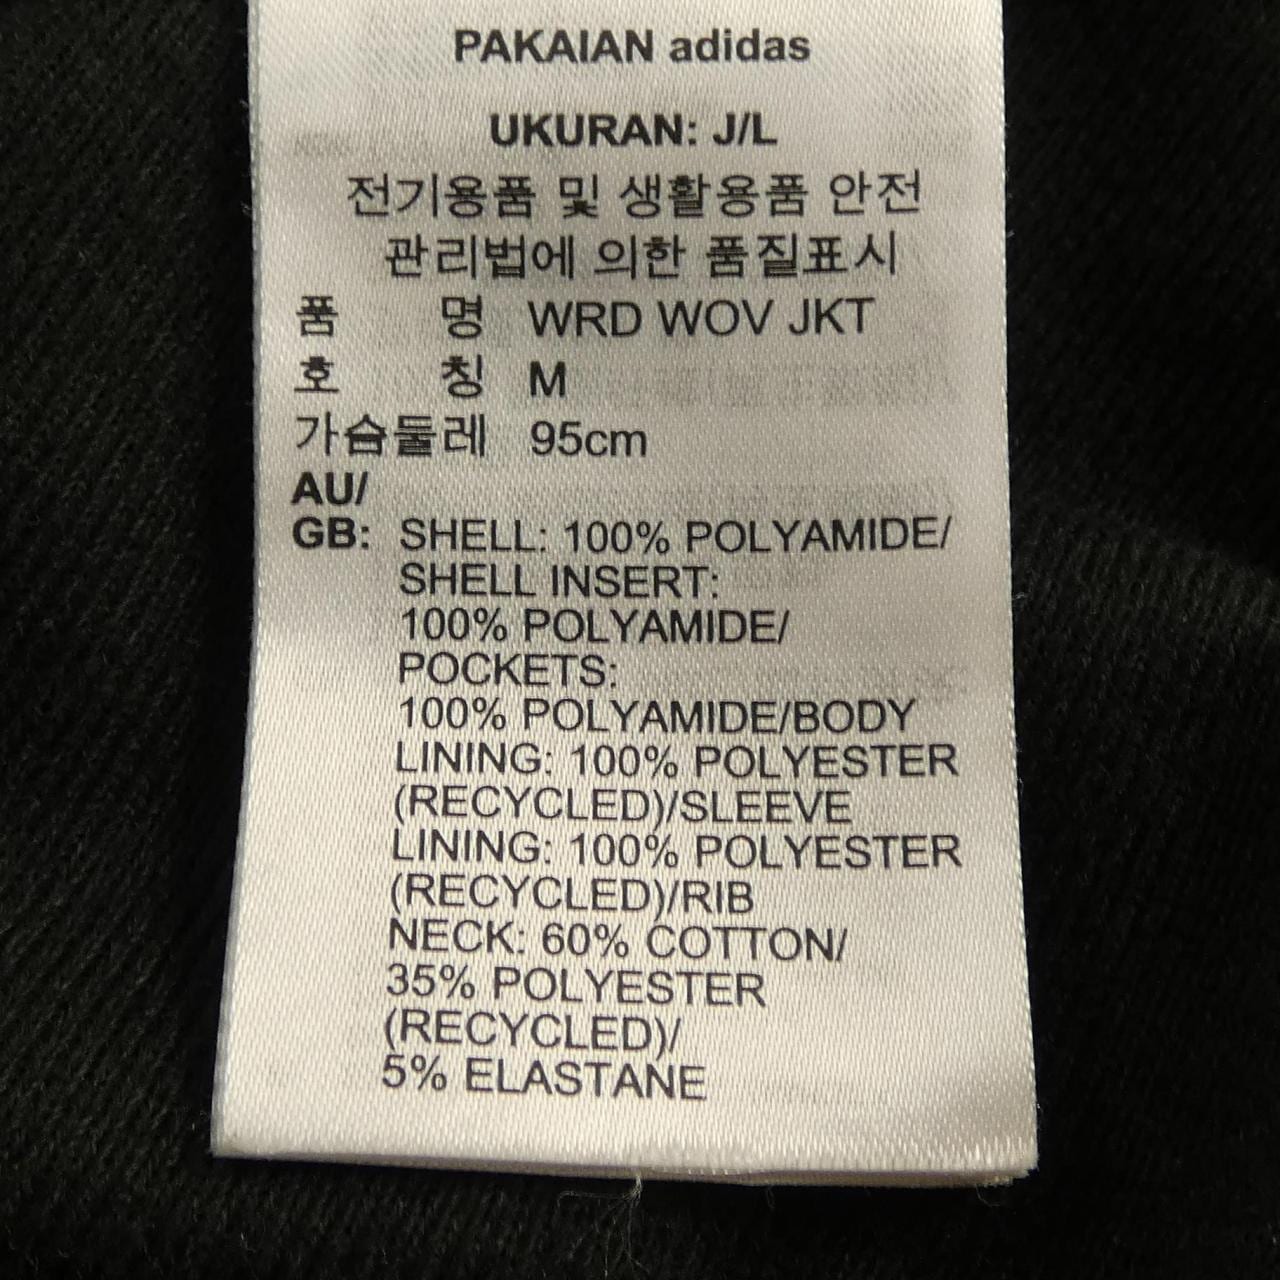 PAKAIAN adidas
UKURAN: J/L
전기용품 및 생활용품 안전
관리법에 의한 품질표시
품 명 WRD WOV JKT
호 칭 M
가슴둘레 95cm
AU/
GB: SHELL: 100% POLYAMIDE/
SHELL INSERT:
100% POLYAMIDE/
POCKETS:
100% POLYAMIDE/BODY
LINING: 100% POLYESTER
(RECYCLED)/SLEEVE
LINING: 100% POLYESTER
(RECYCLED)/RIB
NECK: 60% COTTON/
35% POLYESTER
(RECYCLED)/
5% ELASTANE